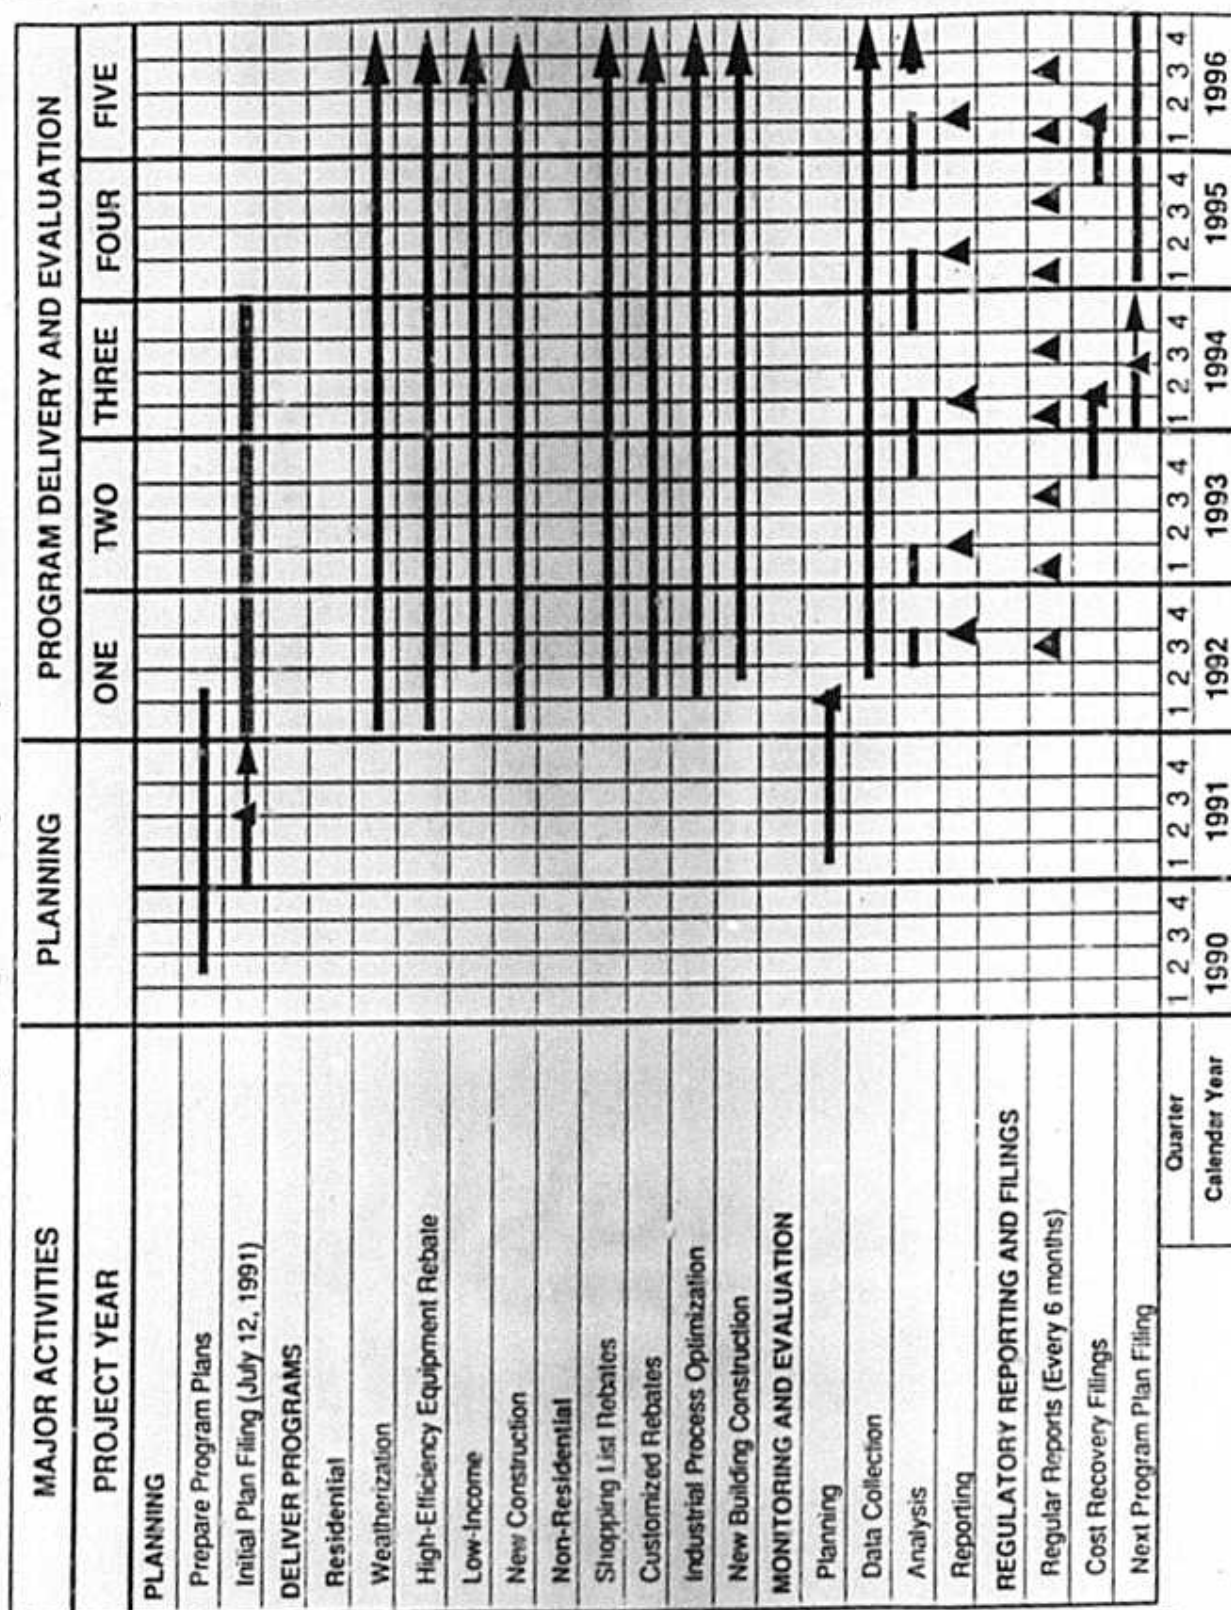 MAJOR ACTIVITIES PLANNING PROGRAM DELIVERY AND EVALUATION
PROJECT YEAR ONE TWO THREE FOUR FIVE
PLANNING
Prepare Program Plans
Initial Plan Filing (July 12, 1991)
DELIVER PROGRAMS
Residential
Weatherization
High-Efficiency Equipment Rebate
Low-Income
New Construction
Non-Residential
Shopping List Rebates
Customized Rebates
Industrial Process Optimization
New Building Construction
MONITORING AND EVALUATION
Planning
Data Collection
Analysis
Reporting
REGULATORY REPORTING AND FILINGS
Regular Reports (Every 6 months)
Cost Recovery Filings
Next Program Plan Filing
Quarter 1 2 3 4 1 2 3 4 1 2 3 4 1 2 3 4 1 2 3 4 1 2 3 4 1 2 3 4
Calender Year 1990 1991 1992 1993 1994 1995 1996